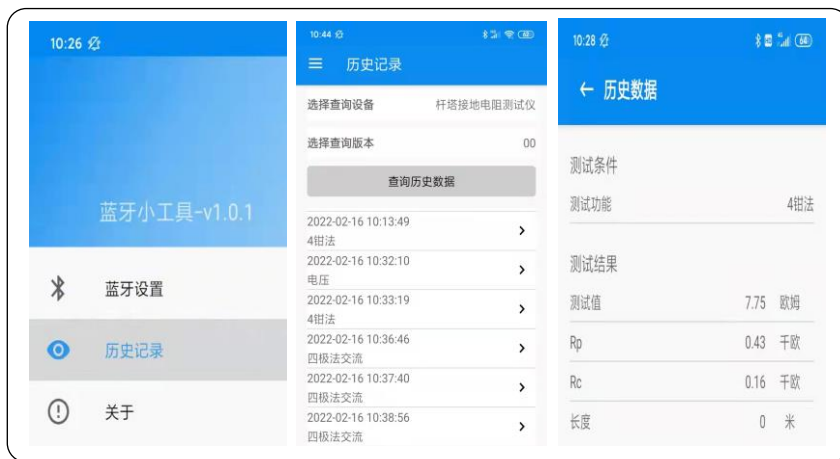 10:26
蓝牙小工具-v1.0.1
蓝牙设置
历史记录
关于
10:44
历史记录
选择查询设备 杆塔接地电阻测试仪
选择查询版本 00
查询历史数据
2022-02-16 10:13:49
4钳法
2022-02-16 10:32:10
电压
2022-02-16 10:33:19
4钳法
2022-02-16 10:36:46
四极法交流
2022-02-16 10:37:40
四极法交流
2022-02-16 10:38:56
四极法交流
10:28 64
历史数据
测试条件
测试功能 4钳法
测试结果
测试值 7.75 欧姆
Rp 0.43 千欧
Rc 0.16 千欧
长度 0 米